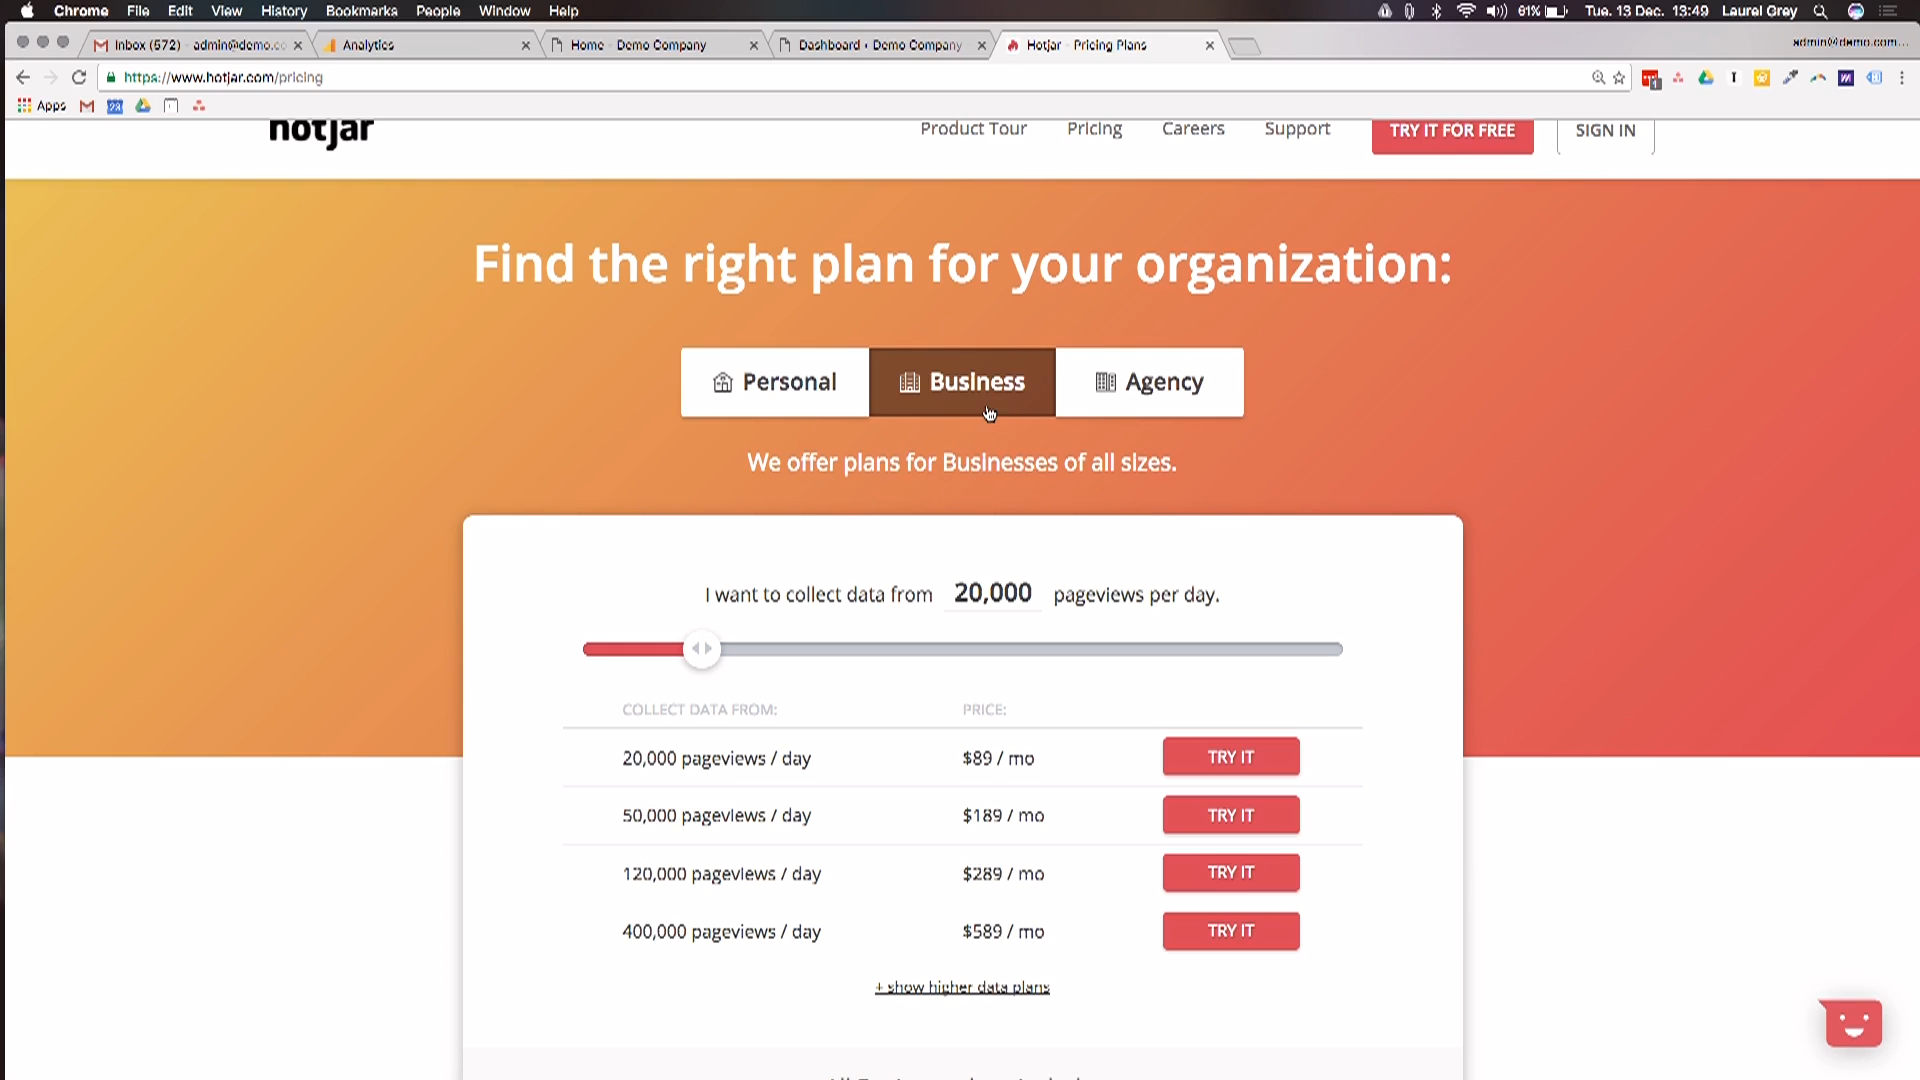 Chrome File Edit View History Bookmarks People Window Help
61% Tue. 13 Dec. 13:49 Laurel Grey
Inbox (572) - admin@demo.co
Analytics
Home - Demo Company
Dashboard ‹ Demo Company
Hotjar - Pricing Plans
admin@demo.com...
https://www.hotjar.com/pricing
Apps
hotjar
Product Tour
Pricing
Careers
Support
TRY IT FOR FREE
SIGN IN
Find the right plan for your organization:
Personal
Business
Agency
We offer plans for Businesses of all sizes.
I want to collect data from 20,000 pageviews per day.
COLLECT DATA FROM: PRICE:
20,000 pageviews / day $89 / mo TRY IT
50,000 pageviews / day $189 / mo TRY IT
120,000 pageviews / day $289 / mo TRY IT
400,000 pageviews / day $589 / mo TRY IT
+ show higher data plans